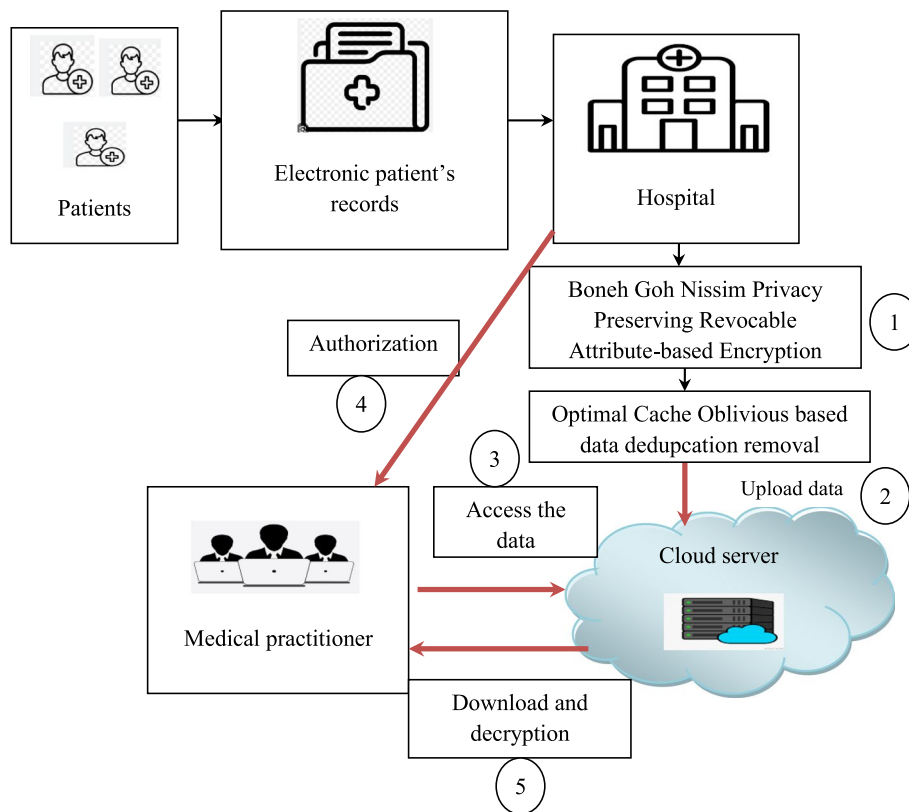 Patients
Electronic patient's
records
Hospital
Boneh Goh Nissim Privacy
Preserving Revocable
Attribute-based Encryption
1
Authorization
4
Optimal Cache Oblivious based
data dedupcation removal
3
Access the
data
Upload data
2
Cloud server
Medical practitioner
Download and
decryption
5